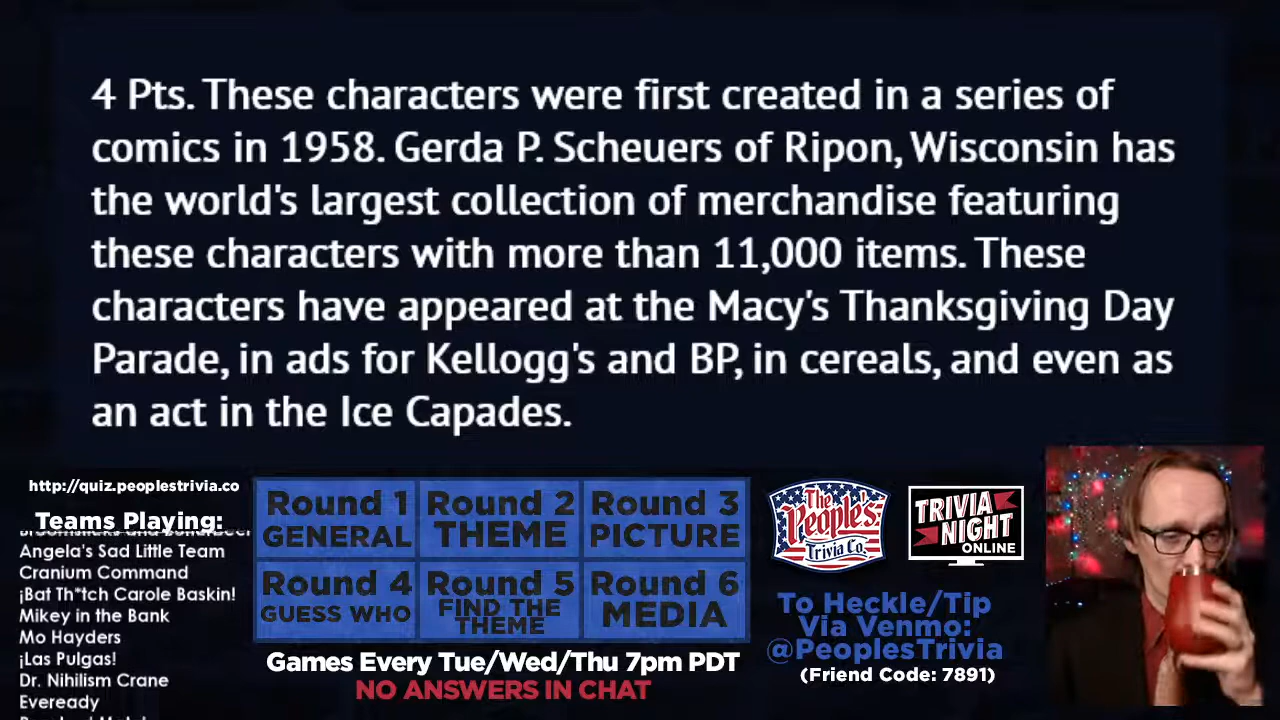 4 Pts. These characters were first created in a series of
comics in 1958. Gerda P. Scheuers of Ripon, Wisconsin has
the world's largest collection of merchandise featuring
these characters with more than 11,000 items. These
characters have appeared at the Macy's Thanksgiving Day
Parade, in ads for Kellogg's and BP, in cereals, and even as
an act in the Ice Capades.
http://quiz.peoplestrivia.co
Teams Playing:
Angela's Sad Little Team
Cranium Command
¡Bat Th*tch Carole Baskin!
Mikey in the Bank
Mo Hayders
¡Las Pulgas!
Dr. Nihilism Crane
Eveready
Round 1
GENERAL
Round 2
THEME
Round 3
PICTURE
Round 4
GUESS WHO
Round 5
FIND THE
THEME
Round 6
MEDIA
Games Every Tue/Wed/Thu 7pm PDT
NO ANSWERS IN CHAT
The
People's
Trivia Co.
TRIVIA
NIGHT
ONLINE
To Heckle/Tip
Via Venmo:
@PeoplesTrivia
(Friend Code: 7891)